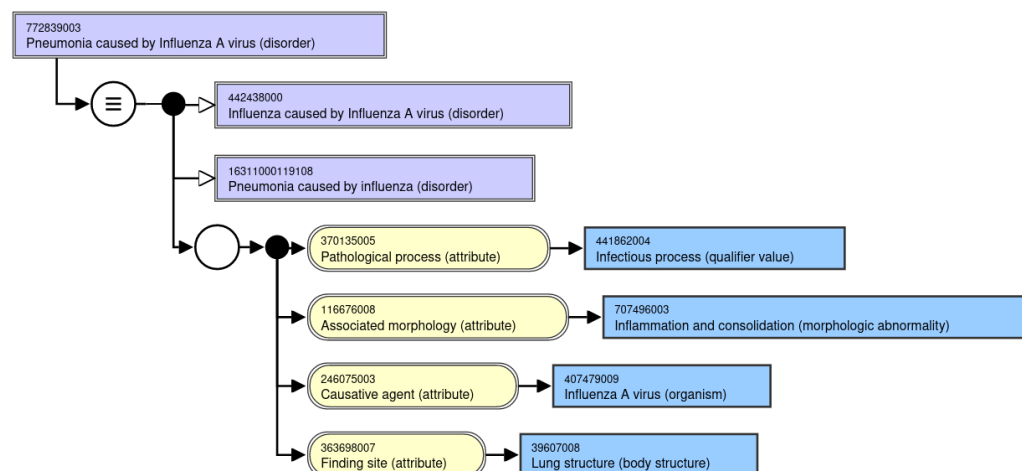 772839003
Pneumonia caused by Influenza A virus (disorder)
442438000
Influenza caused by Influenza A virus (disorder)
16311000119108
Pneumonia caused by influenza (disorder)
370135005
Pathological process (attribute)
441862004
Infectious process (qualifier value)
116676008
Associated morphology (attribute)
707496003
Inflammation and consolidation (morphologic abnormality)
246075003
Causative agent (attribute)
407479009
Influenza A virus (organism)
363698007
Finding site (attribute)
39607008
Lung structure (body structure)